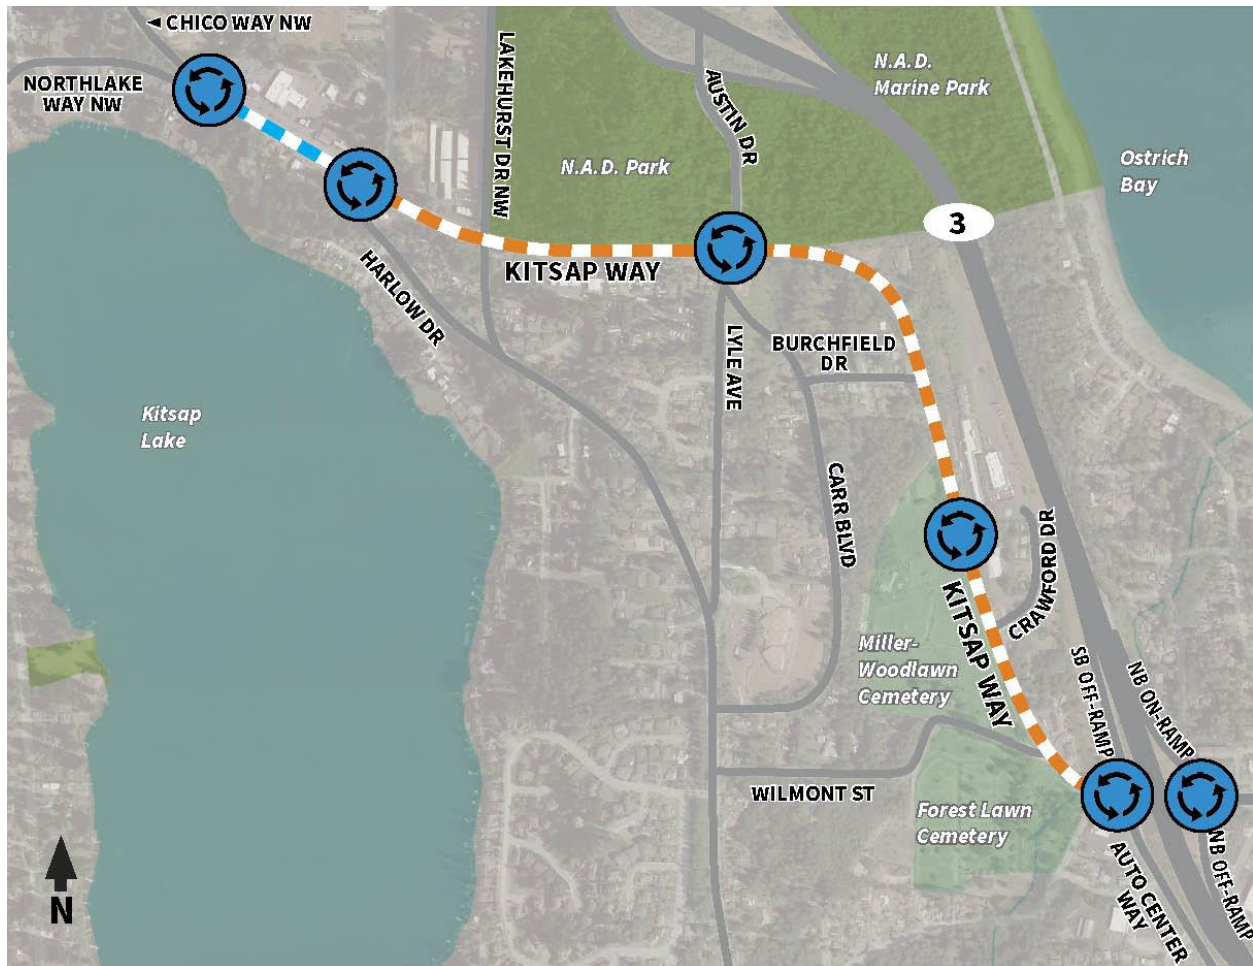 CHICO WAY NW
NORTHLAKE
WAY NW
LAKEHURST DR NW
AUSTIN DR
N.A.D.
Marine Park
N.A.D. Park
Ostrich
Bay
3
KITSAP WAY
HARLOW DR
LYLE AVE
BURCHFIELD
DR
Kitsap
Lake
CARR BLVD
CRAWFORD DR
KITSAP WAY
Miller-
Woodlawn
Cemetery
SB OFF-RAMP
NB ON-RAMP
WILMONT ST
Forest Lawn
Cemetery
AUTO CENTER
WAY
NB OFF-RAMP
N